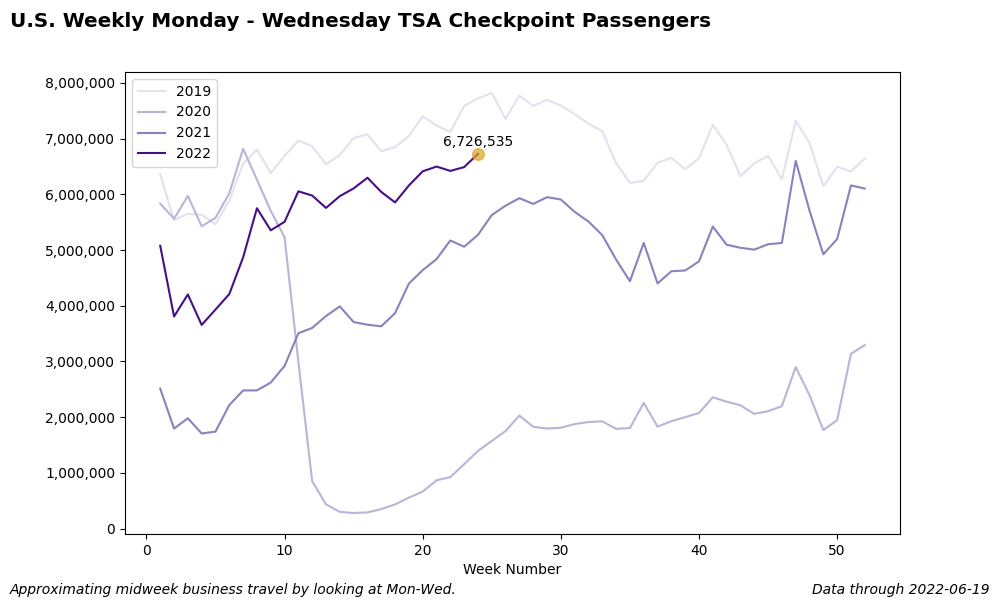 U.S. Weekly Monday - Wednesday TSA Checkpoint Passengers
8,000,000
7,000,000
6,000,000
5,000,000
4,000,000
3,000,000
2,000,000
1,000,000
0
2019
2020
2021
2022
6,726,535
0 10 20 30 40 50
Week Number
Approximating midweek business travel by looking at Mon-Wed.
Data through 2022-06-19